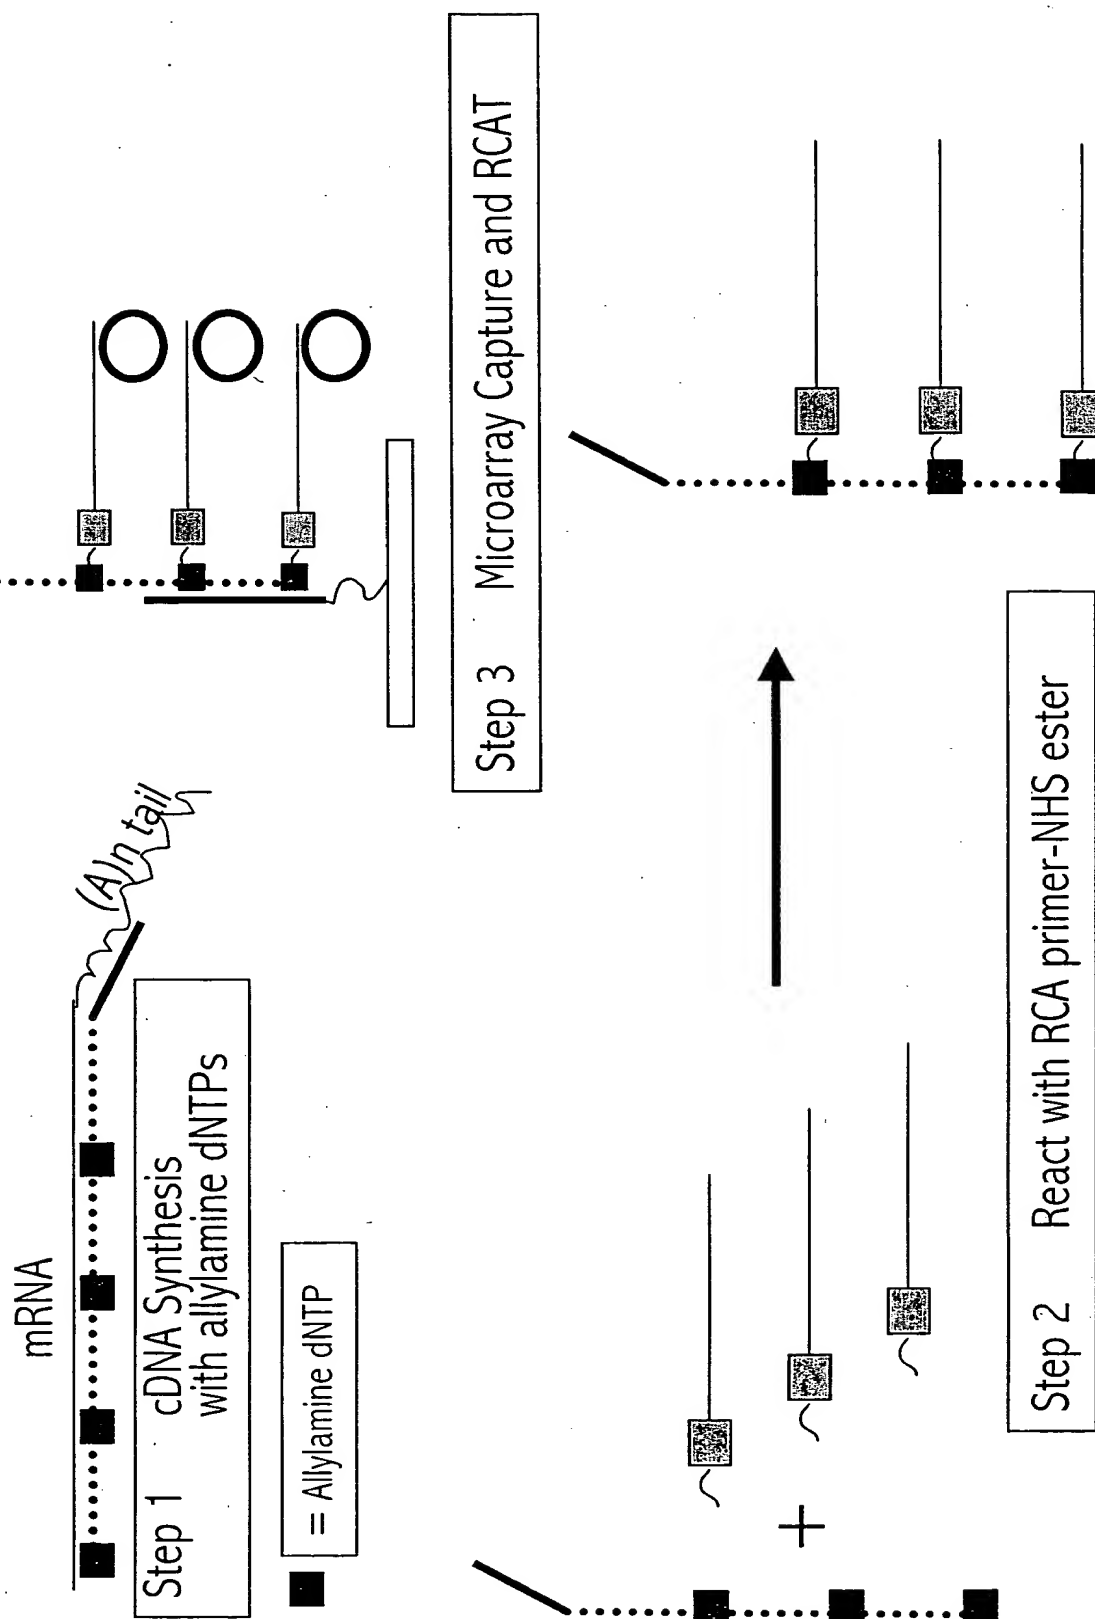 mRNA
(A)n tail
Step 1 cDNA Synthesis
with allylamine dNTPs
= Allylamine dNTP
+
Step 2 React with RCA primer-NHS ester
Step 3 Microarray Capture and RCAT